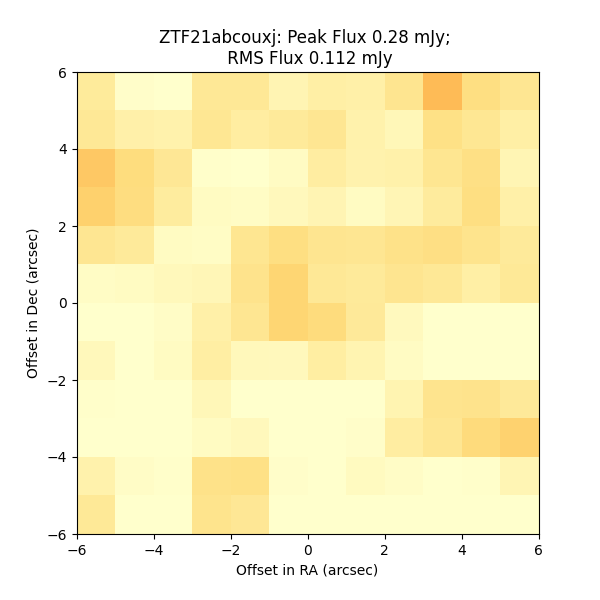 ZTF21abcouxj: Peak Flux 0.28 mJy;
RMS Flux 0.112 mJy
6
4
2
0
−2
−4
−6
Offset in Dec (arcsec)
−6 −4 −2 0 2 4 6
Offset in RA (arcsec)